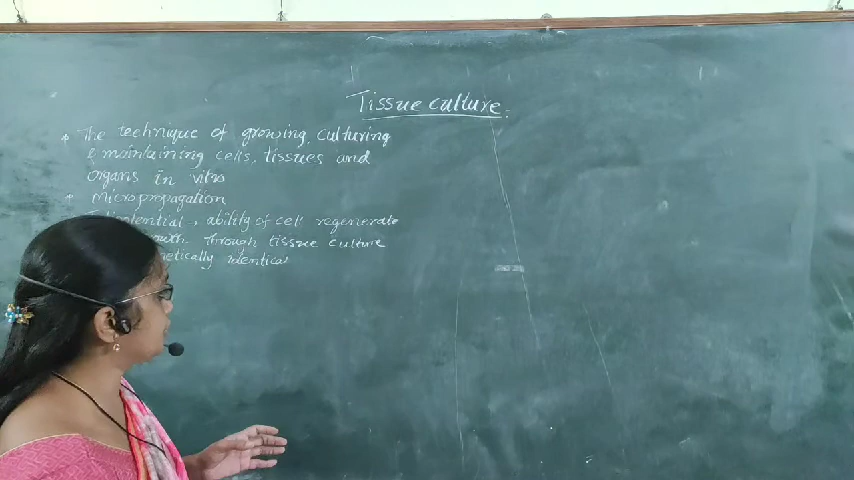 Tissue culture:
* The technique of growing, culturing
& maintaining cells, tissues and
organs in vitro
* micropropagation
→ ability of cell regenerate
through tissue culture
identical